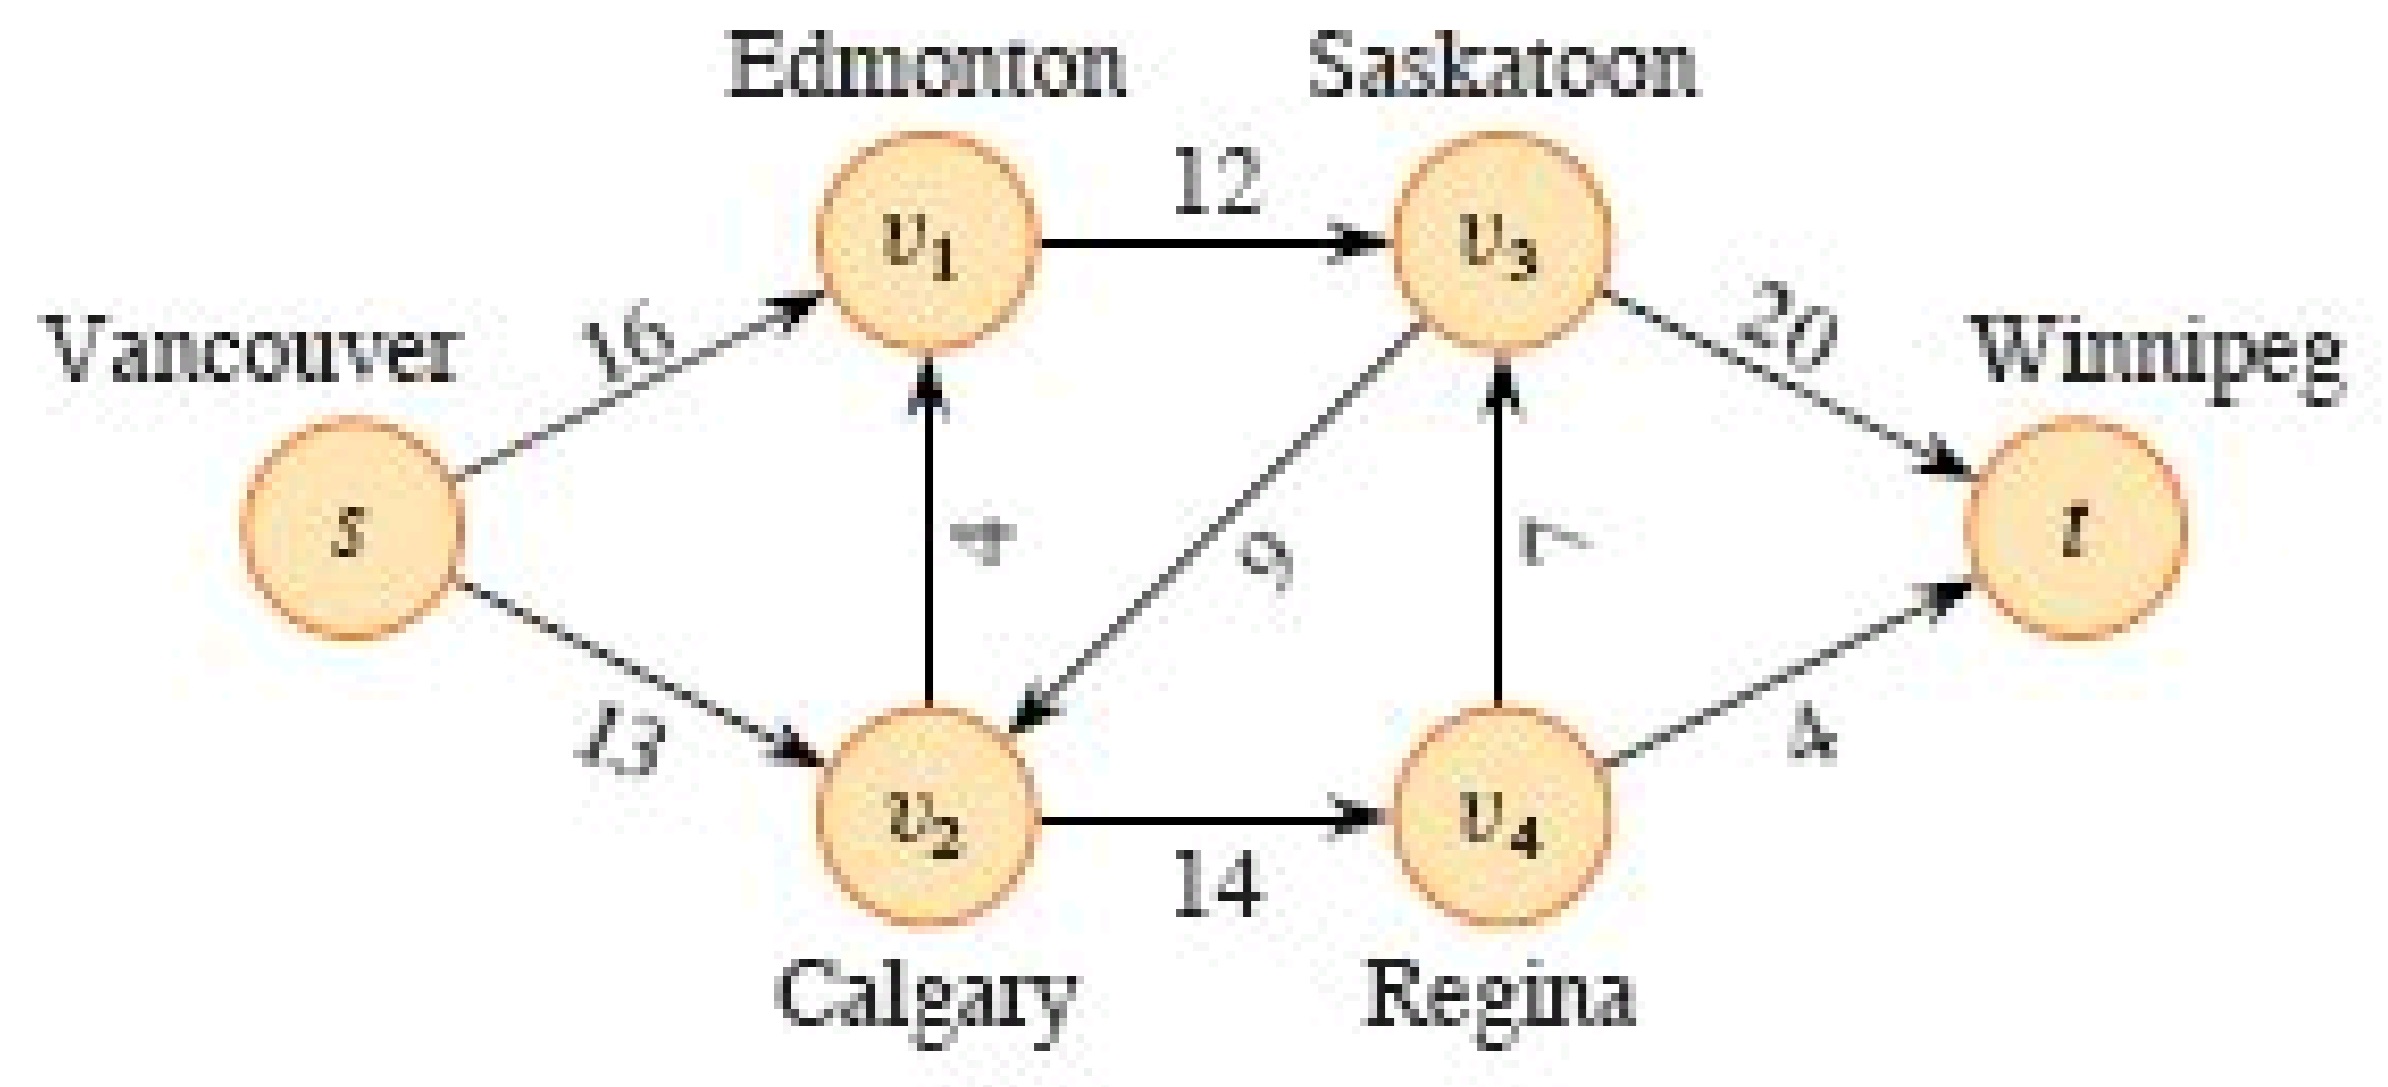 Edmonton Saskatoon
12
v1 v3
16 20
Vancouver Winnipeg
s 4 9 7 t
13 4
v2 v4
14
Calgary Regina